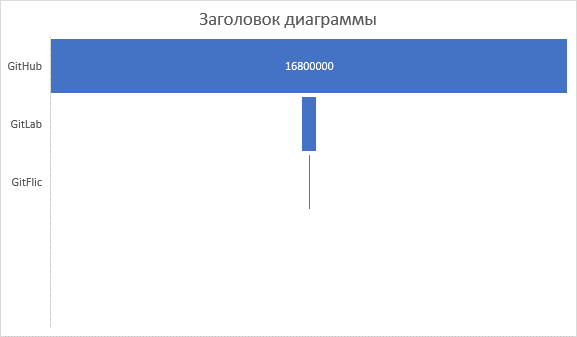 Заголовок диаграммы
GitHub
16800000
GitLab
GitFlic